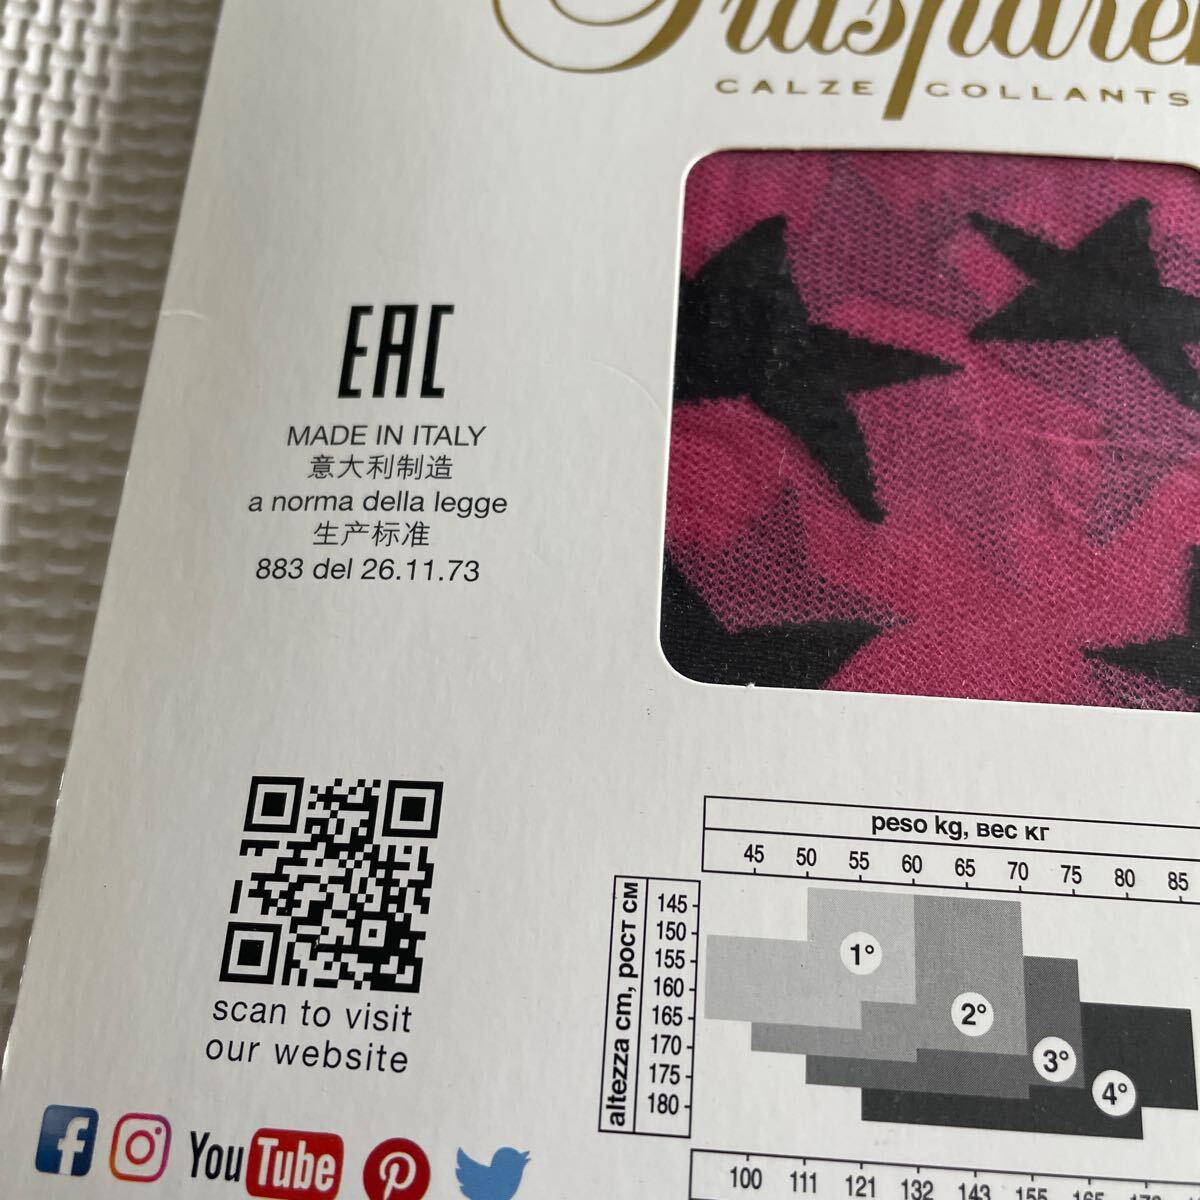 CALZE COLLANTS
EAC
MADE IN ITALY
意大利制造
a norma della legge
生产标准
883 del 26.11.73
scan to visit
our website
f
YouTube
peso kg, вес кг
45 50 55 60 65 70 75 80 85
altezza cm, рост см
145
150
155
160
165
170
175
180
1°
2°
3°
4°
100 111 121 132 143 155